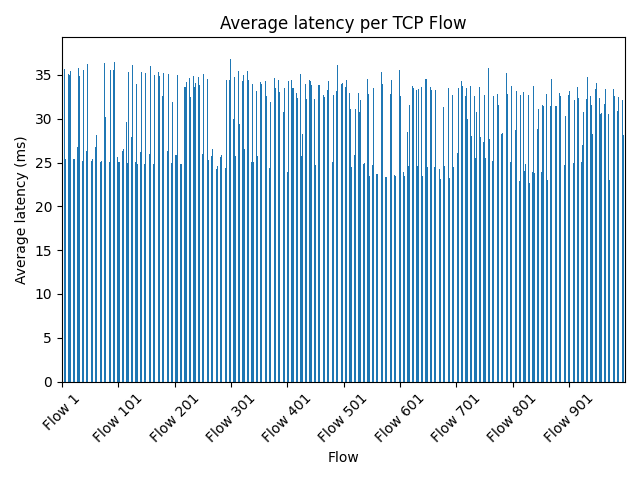 Average latency per TCP Flow
Average latency (ms)
35
30
25
20
15
10
5
0
Flow 1
Flow 101
Flow 201
Flow 301
Flow 401
Flow 501
Flow 601
Flow 701
Flow 801
Flow 901
Flow